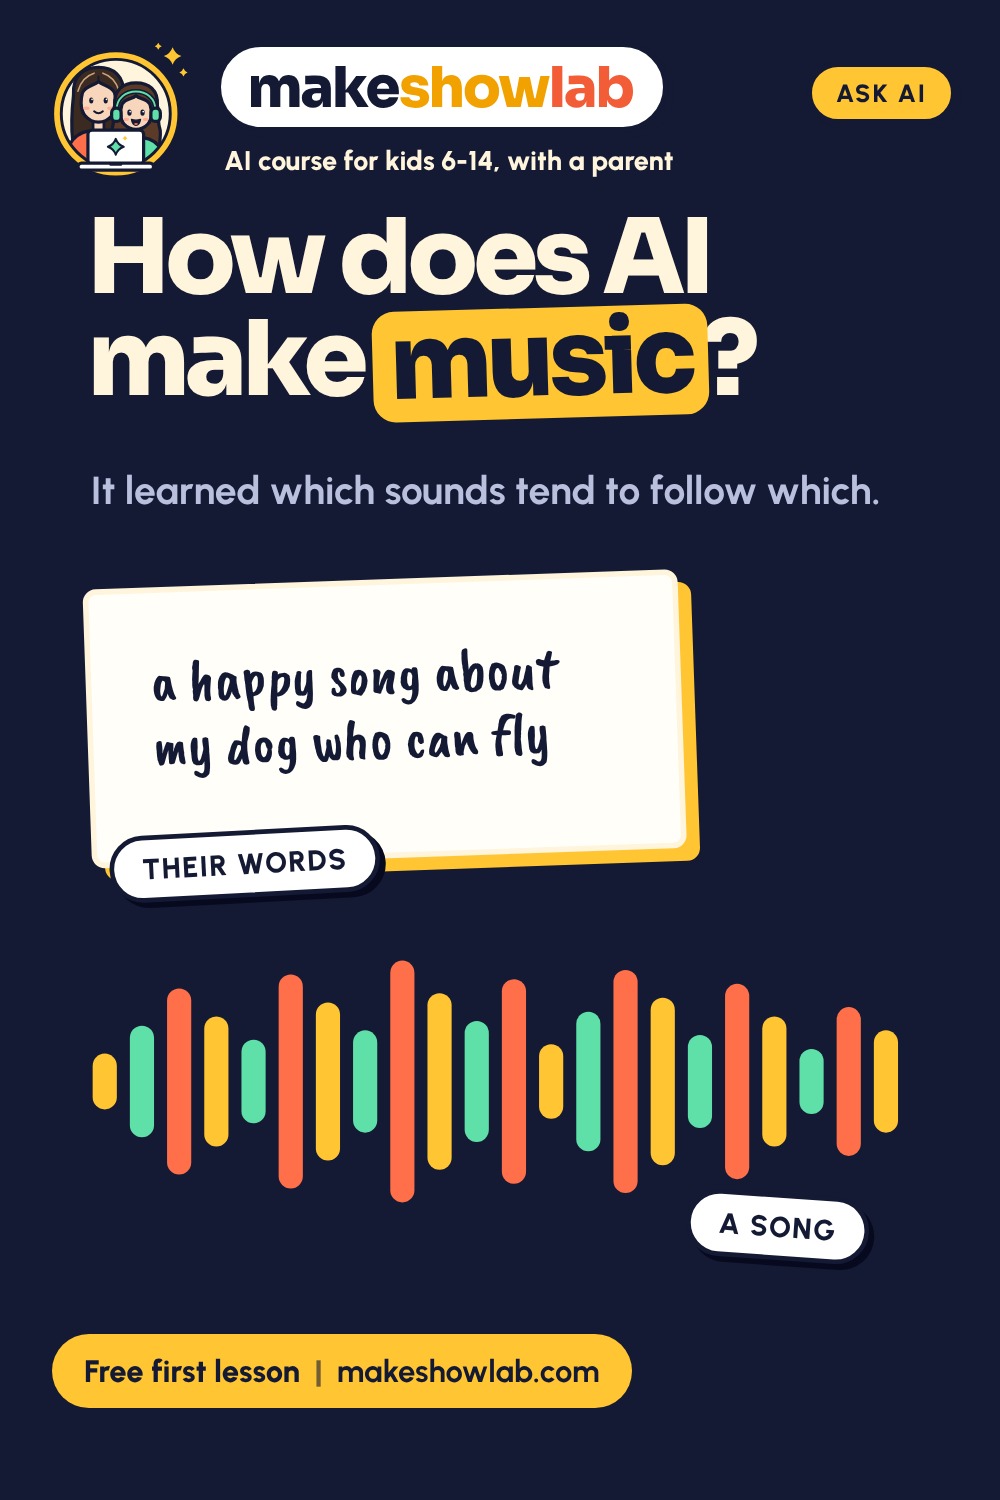 makeshowlab
ASK AI
AI course for kids 6-14, with a parent
How does AI
make music?
It learned which sounds tend to follow which.
a happy song about
my dog who can fly
THEIR WORDS
A SONG
Free first lesson | makeshowlab.com